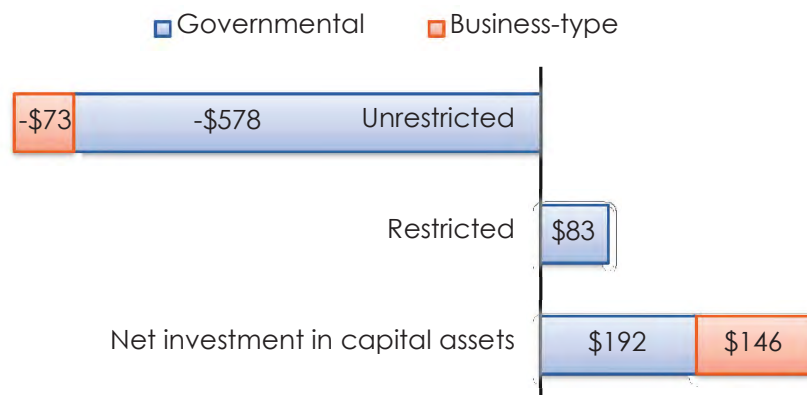 Governmental Business-type
-$73 -$578 Unrestricted
Restricted $83
Net investment in capital assets $192 $146